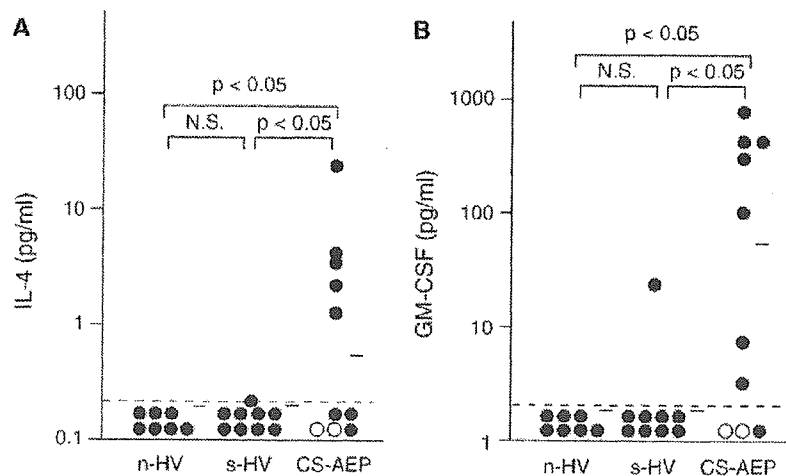 A
p < 0.05
N.S.
p < 0.05
100
10
1
0.1
IL-4 (pg/ml)
n-HV
s-HV
CS-AEP
B
p < 0.05
N.S.
p < 0.05
1000
100
10
1
GM-CSF (pg/ml)
n-HV
s-HV
CS-AEP